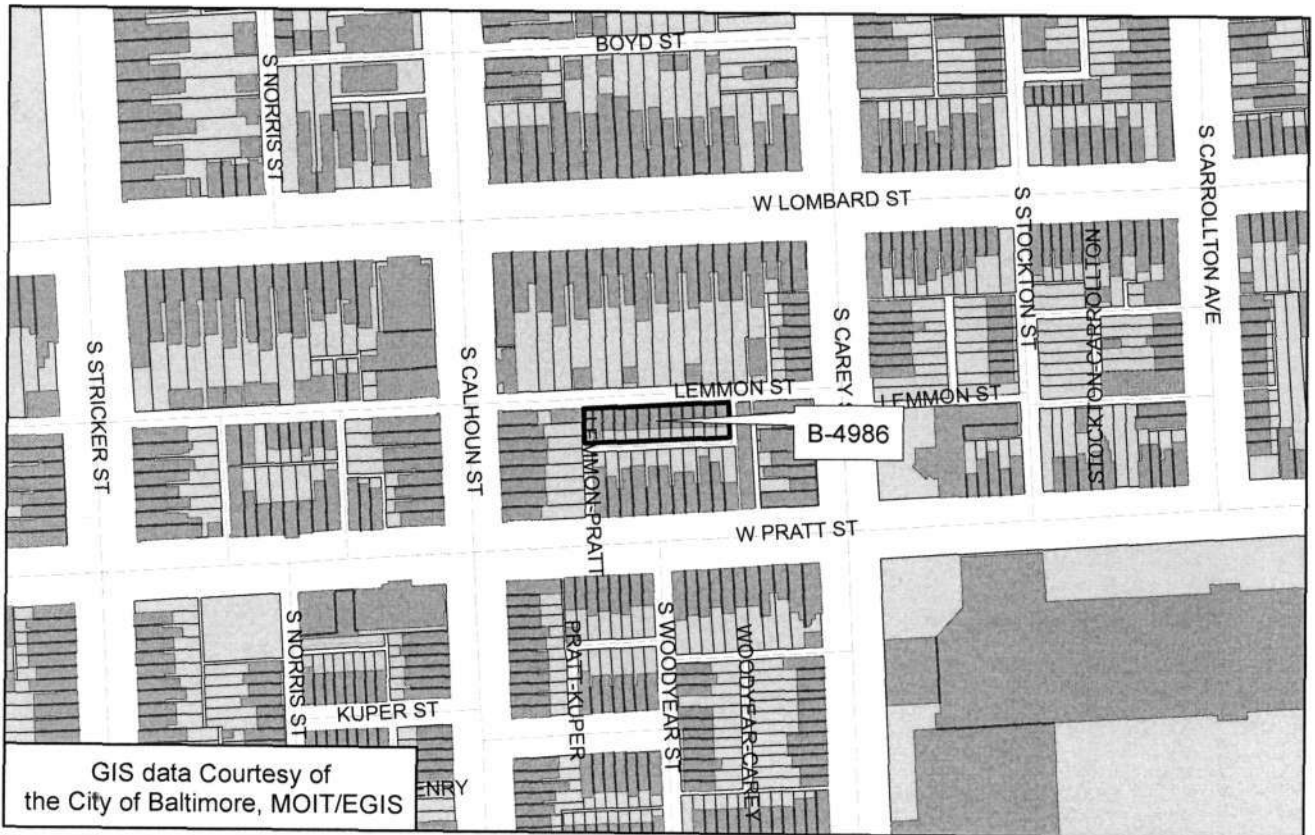 BOYD ST
S NORRIS ST
W LOMBARD ST
S CARROLLTON AVE
S STOCKTON ST
STOCKTON-CARROLLTON
S STRICKER ST
S CALHOUN ST
S CAREY S
LEMMON ST
LEMMON ST
B-4986
LEMMON-PRATT
W PRATT ST
S NORRIS ST
KUPER ST
PRATT-KUPER
S WOODYEAR ST
WOODYEAR-CAREY
GIS data Courtesy of
the City of Baltimore, MOIT/EGIS
ENRY